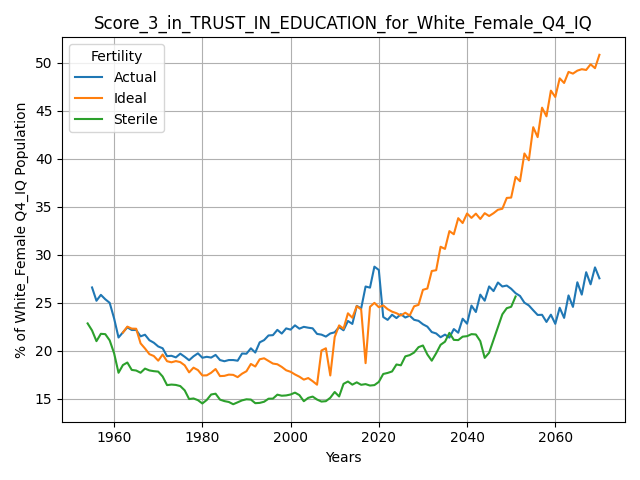 Score_3_in_TRUST_IN_EDUCATION_for_White_Female_Q4_IQ
% of White_Female Q4_IQ Population
50
45
40
35
30
25
20
15
Fertility
Actual
Ideal
Sterile
1960
1980
2000
2020
2040
2060
Years